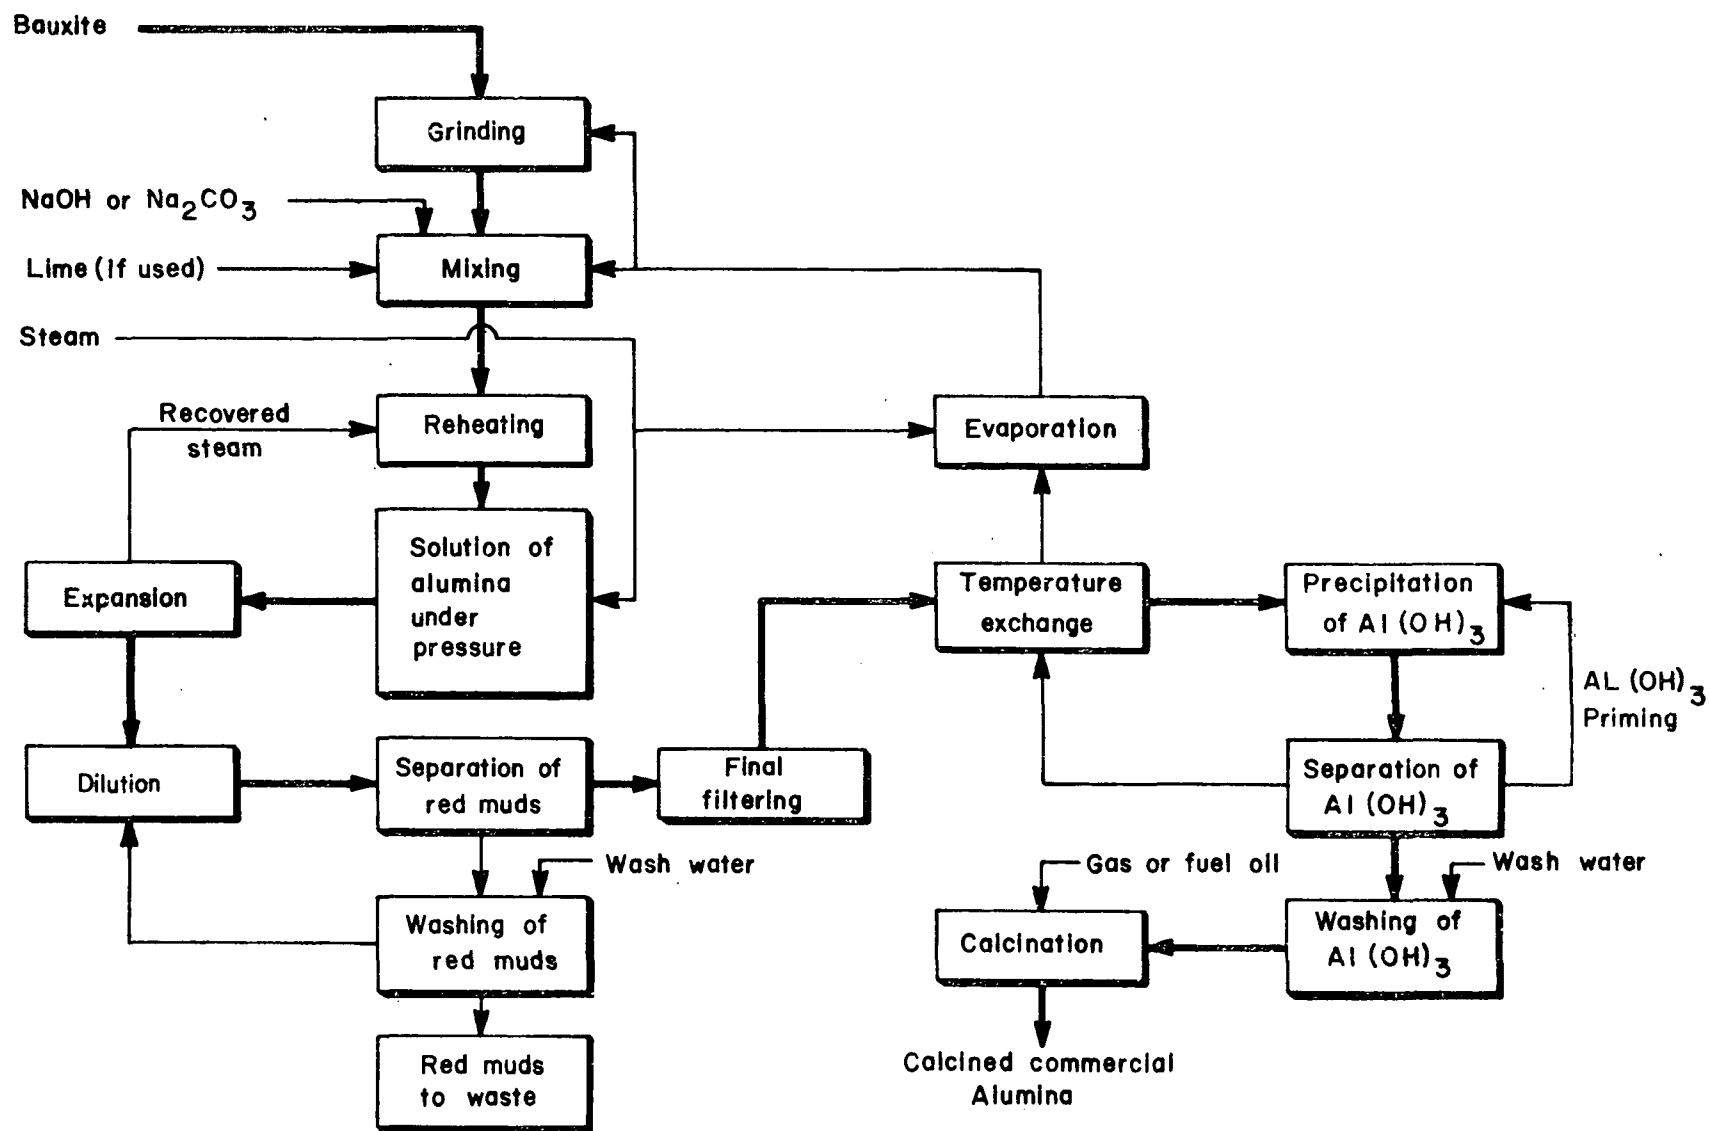 Bauxite
Grinding
NaOH or Na₂CO₃
Mixing
Lime (if used)
Steam
Recovered
steam
Reheating
Evaporation
Solution of
alumina
under
pressure
Expansion
Temperature
exchange
Precipitation
of Al (OH)₃
AL (OH)₃
Priming
Dilution
Separation of
red muds
Final
filtering
Separation of
Al (OH)₃
Wash water
Gas or fuel oil
Wash water
Washing of
red muds
Calcination
Washing of
Al (OH)₃
Red muds
to waste
Calcined commercial
Alumina